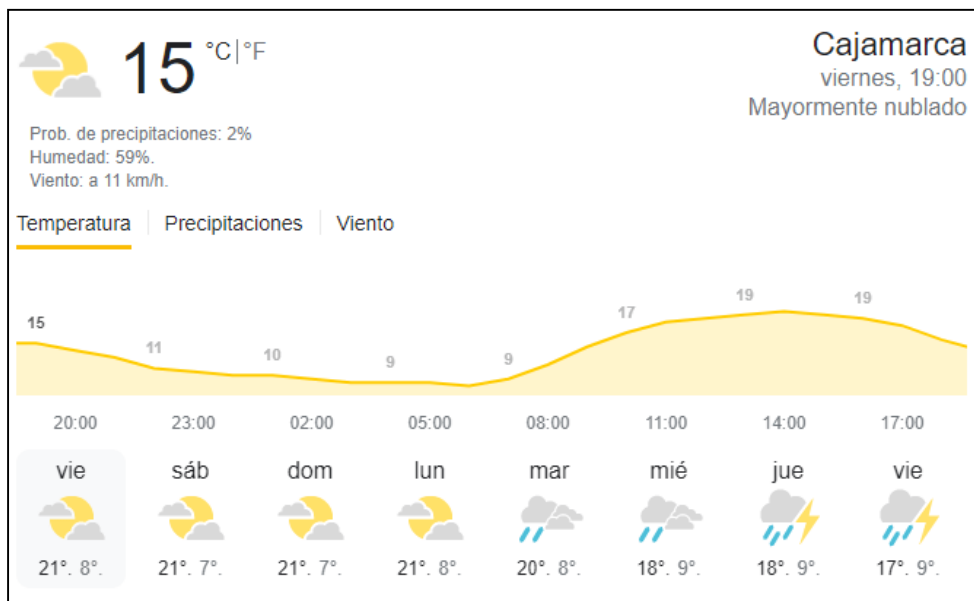 15 °C|°F
Cajamarca
viernes, 19:00
Mayormente nublado
Prob. de precipitaciones: 2%
Humedad: 59%.
Viento: a 11 km/h.
Temperatura Precipitaciones Viento
15 11 10 9 9 17 19 19
20:00 23:00 02:00 05:00 08:00 11:00 14:00 17:00
vie sáb dom lun mar mié jue vie
21°. 8°. 21°. 7°. 21°. 7°. 21°. 8°. 20°. 8°. 18°. 9°. 18°. 9°. 17°. 9°.